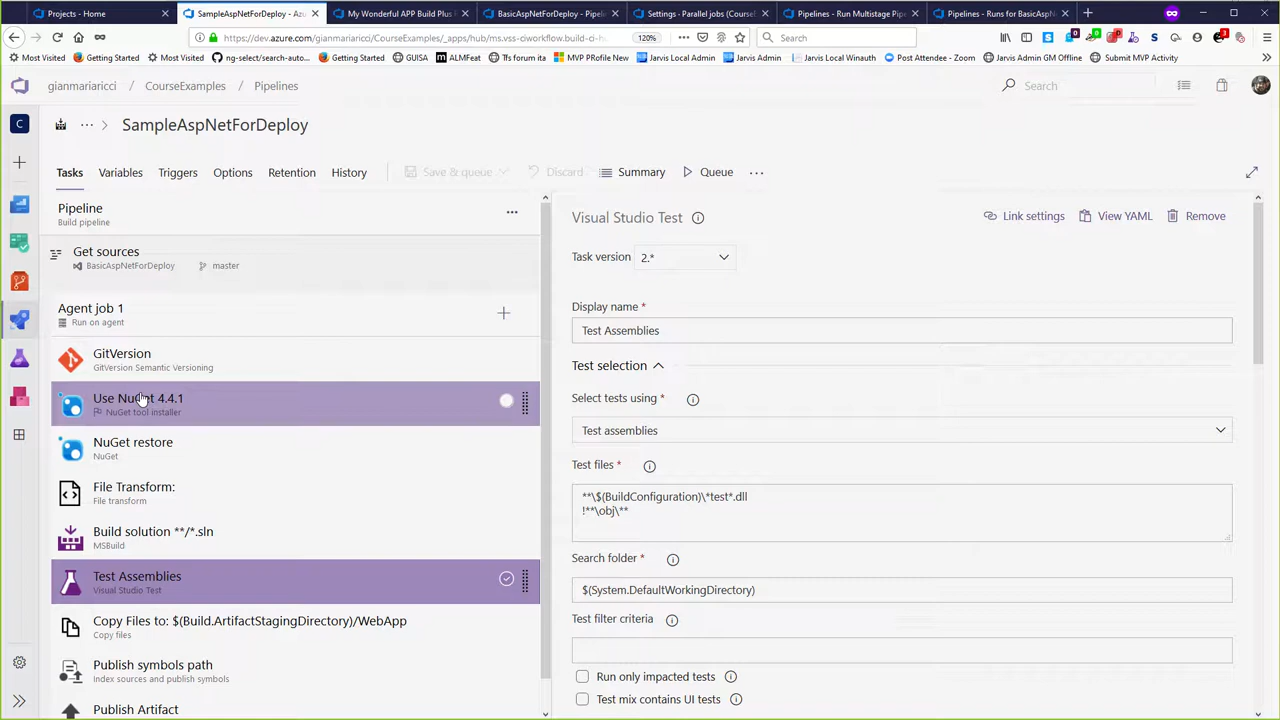 Projects - Home
SampleAspNetForDeploy - Azu
My Wonderful APP Build Plus
BasicAspNetForDeploy - Pipeline
Settings - Parallel jobs (Course
Pipelines - Run Multistage Pip
Pipelines - Runs for BasicAspN
https://dev.azure.com/gianmariaricci/CourseExamples/_apps/hub/ms.vss-ciworkflow.build-ci-h
120%
Search
Most Visited
Getting Started
Most Visited
ng-select/search-auto...
Getting Started
GUISA
ALMFeat
Tfs forum ita
MVP PRofile New
Jarvis Local Admin
Jarvis Admin
Jarvis Local Winauth
Post Attendee - Zoom
Jarvis Admin GM Offline
Submit MVP Activity
gianmariaricci / CourseExamples / Pipelines
Search
C
SampleAspNetForDeploy
Tasks
Variables
Triggers
Options
Retention
History
Save & queue
Discard
Summary
Queue
Pipeline
Build pipeline
Get sources
BasicAspNetForDeploy
master
Agent job 1
Run on agent
GitVersion
GitVersion Semantic Versioning
Use NuGet 4.4.1
NuGet tool installer
NuGet restore
NuGet
File Transform:
File transform
Build solution **/*.sln
MSBuild
Test Assemblies
Visual Studio Test
Copy Files to: $(Build.ArtifactStagingDirectory)/WebApp
Copy files
Publish symbols path
Index sources and publish symbols
Publish Artifact
Visual Studio Test
Link settings
View YAML
Remove
Task version
2.*
Display name *
Test Assemblies
Test selection
Select tests using *
Test assemblies
Test files *
**\$(BuildConfiguration)\*test*.dll
!**\obj\**
Search folder *
$(System.DefaultWorkingDirectory)
Test filter criteria
Run only impacted tests
Test mix contains UI tests